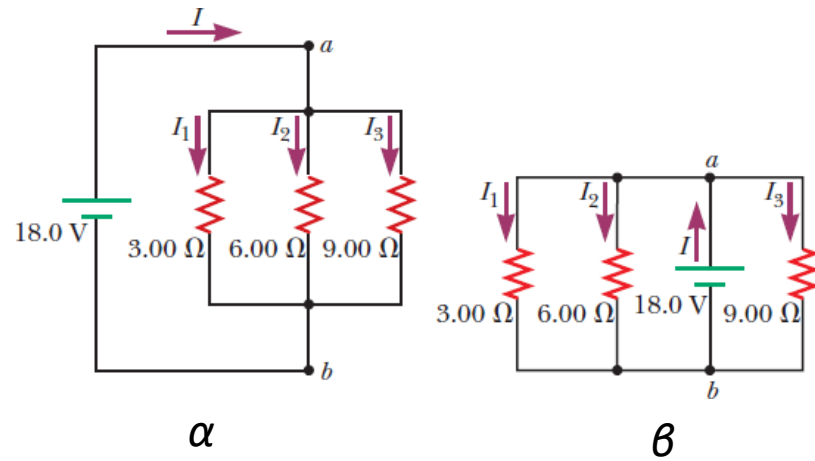 I
a
I1 I2 I3
18.0 V
3.00 Ω 6.00 Ω 9.00 Ω
b
α
a
I1 I2 I I3
3.00 Ω 6.00 Ω 18.0 V 9.00 Ω
b
β